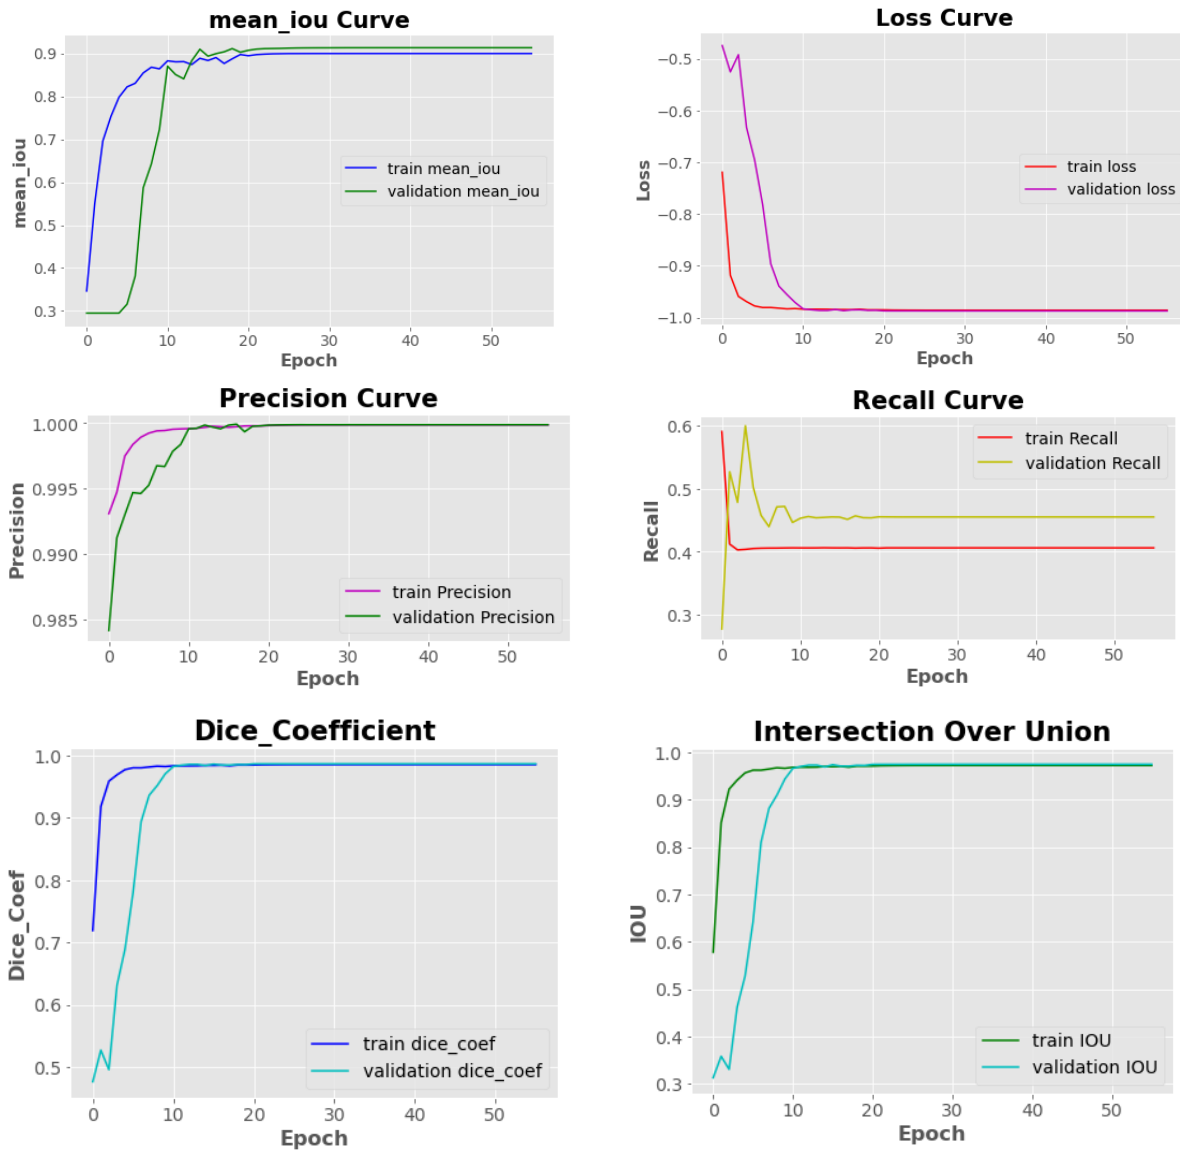 mean_iou Curve
0.9
0.8
0.7
0.6
0.5
0.4
0.3
mean_iou
train mean_iou
validation mean_iou
0 10 20 30 40 50
Epoch
Loss Curve
−0.5
−0.6
−0.7
−0.8
−0.9
−1.0
Loss
train loss
validation loss
0 10 20 30 40 50
Epoch
Precision Curve
1.000
0.995
0.990
0.985
Precision
train Precision
validation Precision
0 10 20 30 40 50
Epoch
Recall Curve
0.6
0.5
0.4
0.3
Recall
train Recall
validation Recall
0 10 20 30 40 50
Epoch
Dice_Coefficient
1.0
0.9
0.8
0.7
0.6
0.5
Dice_Coef
train dice_coef
validation dice_coef
0 10 20 30 40 50
Epoch
Intersection Over Union
1.0
0.9
0.8
0.7
0.6
0.5
0.4
0.3
IOU
train IOU
validation IOU
0 10 20 30 40 50
Epoch